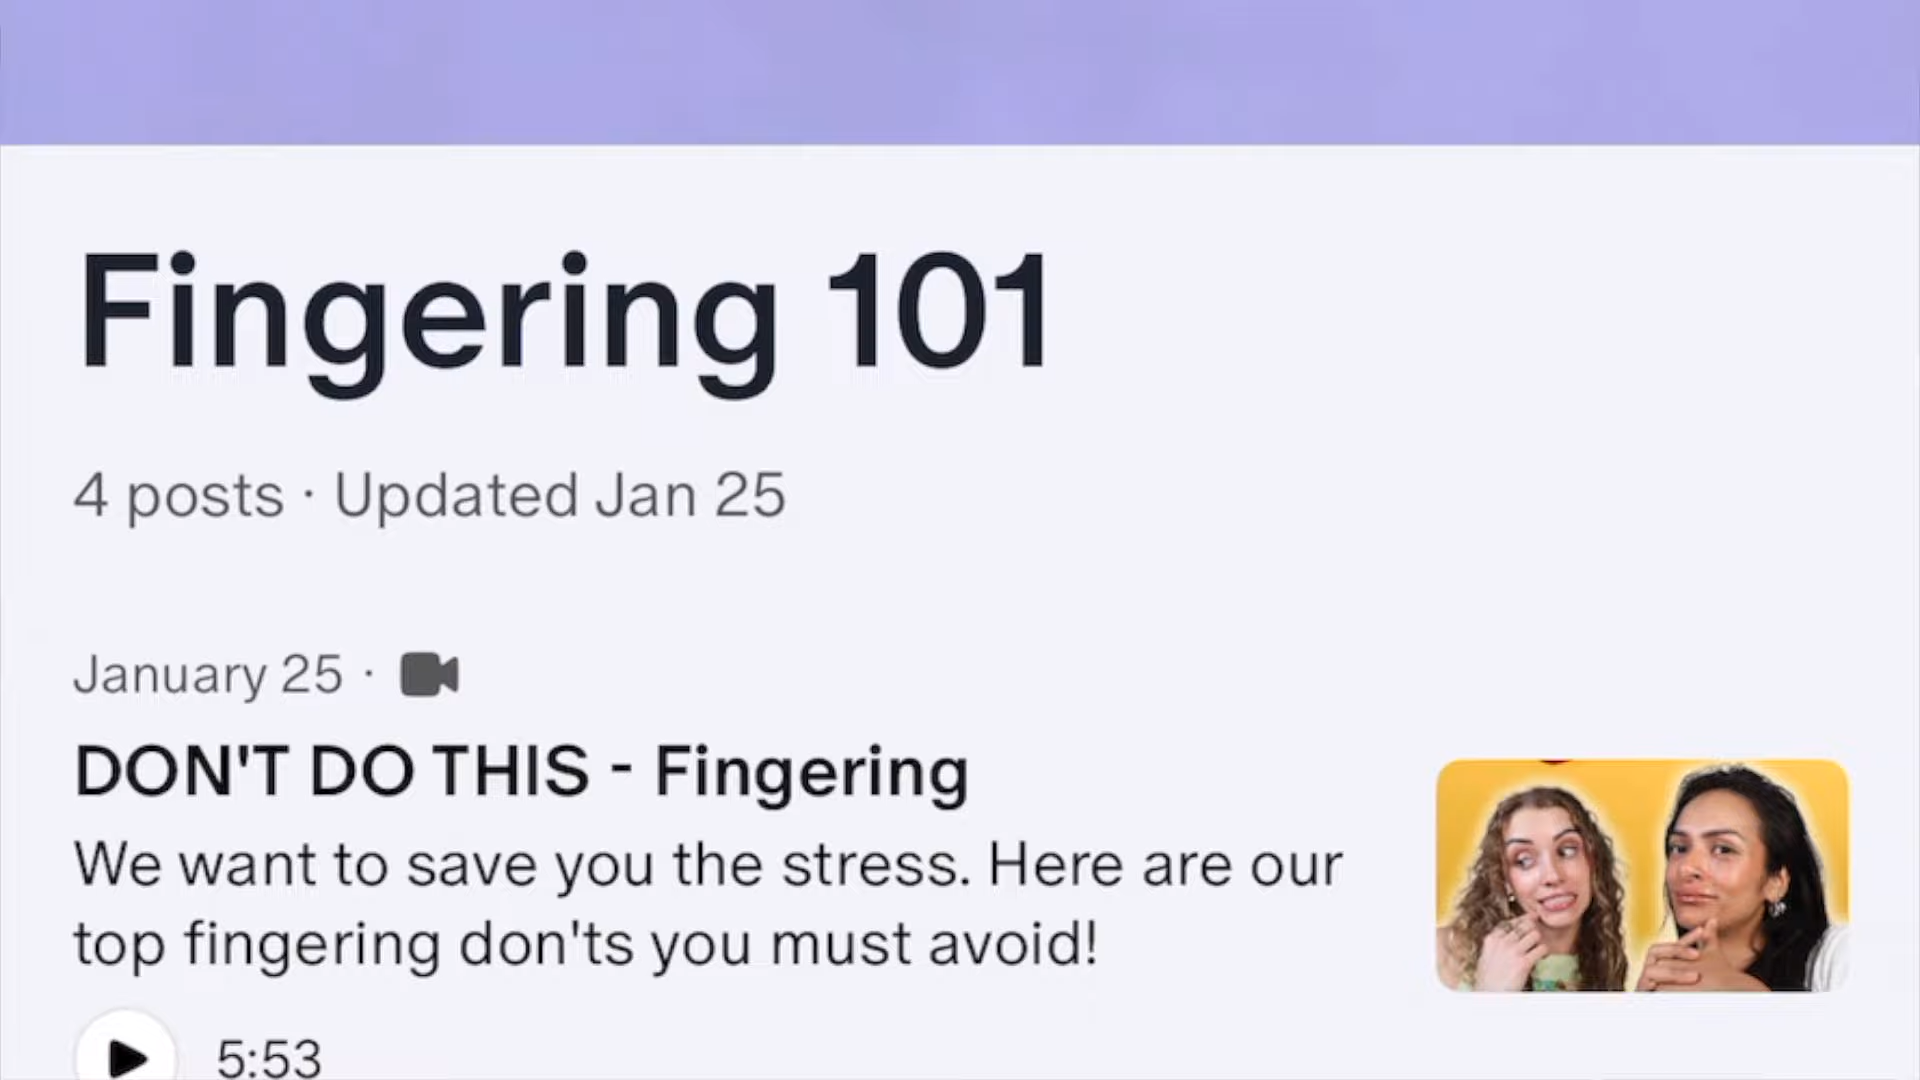 Fingering 101
4 posts · Updated Jan 25
January 25 ·
DON'T DO THIS - Fingering
We want to save you the stress. Here are our
top fingering don'ts you must avoid!
5:53